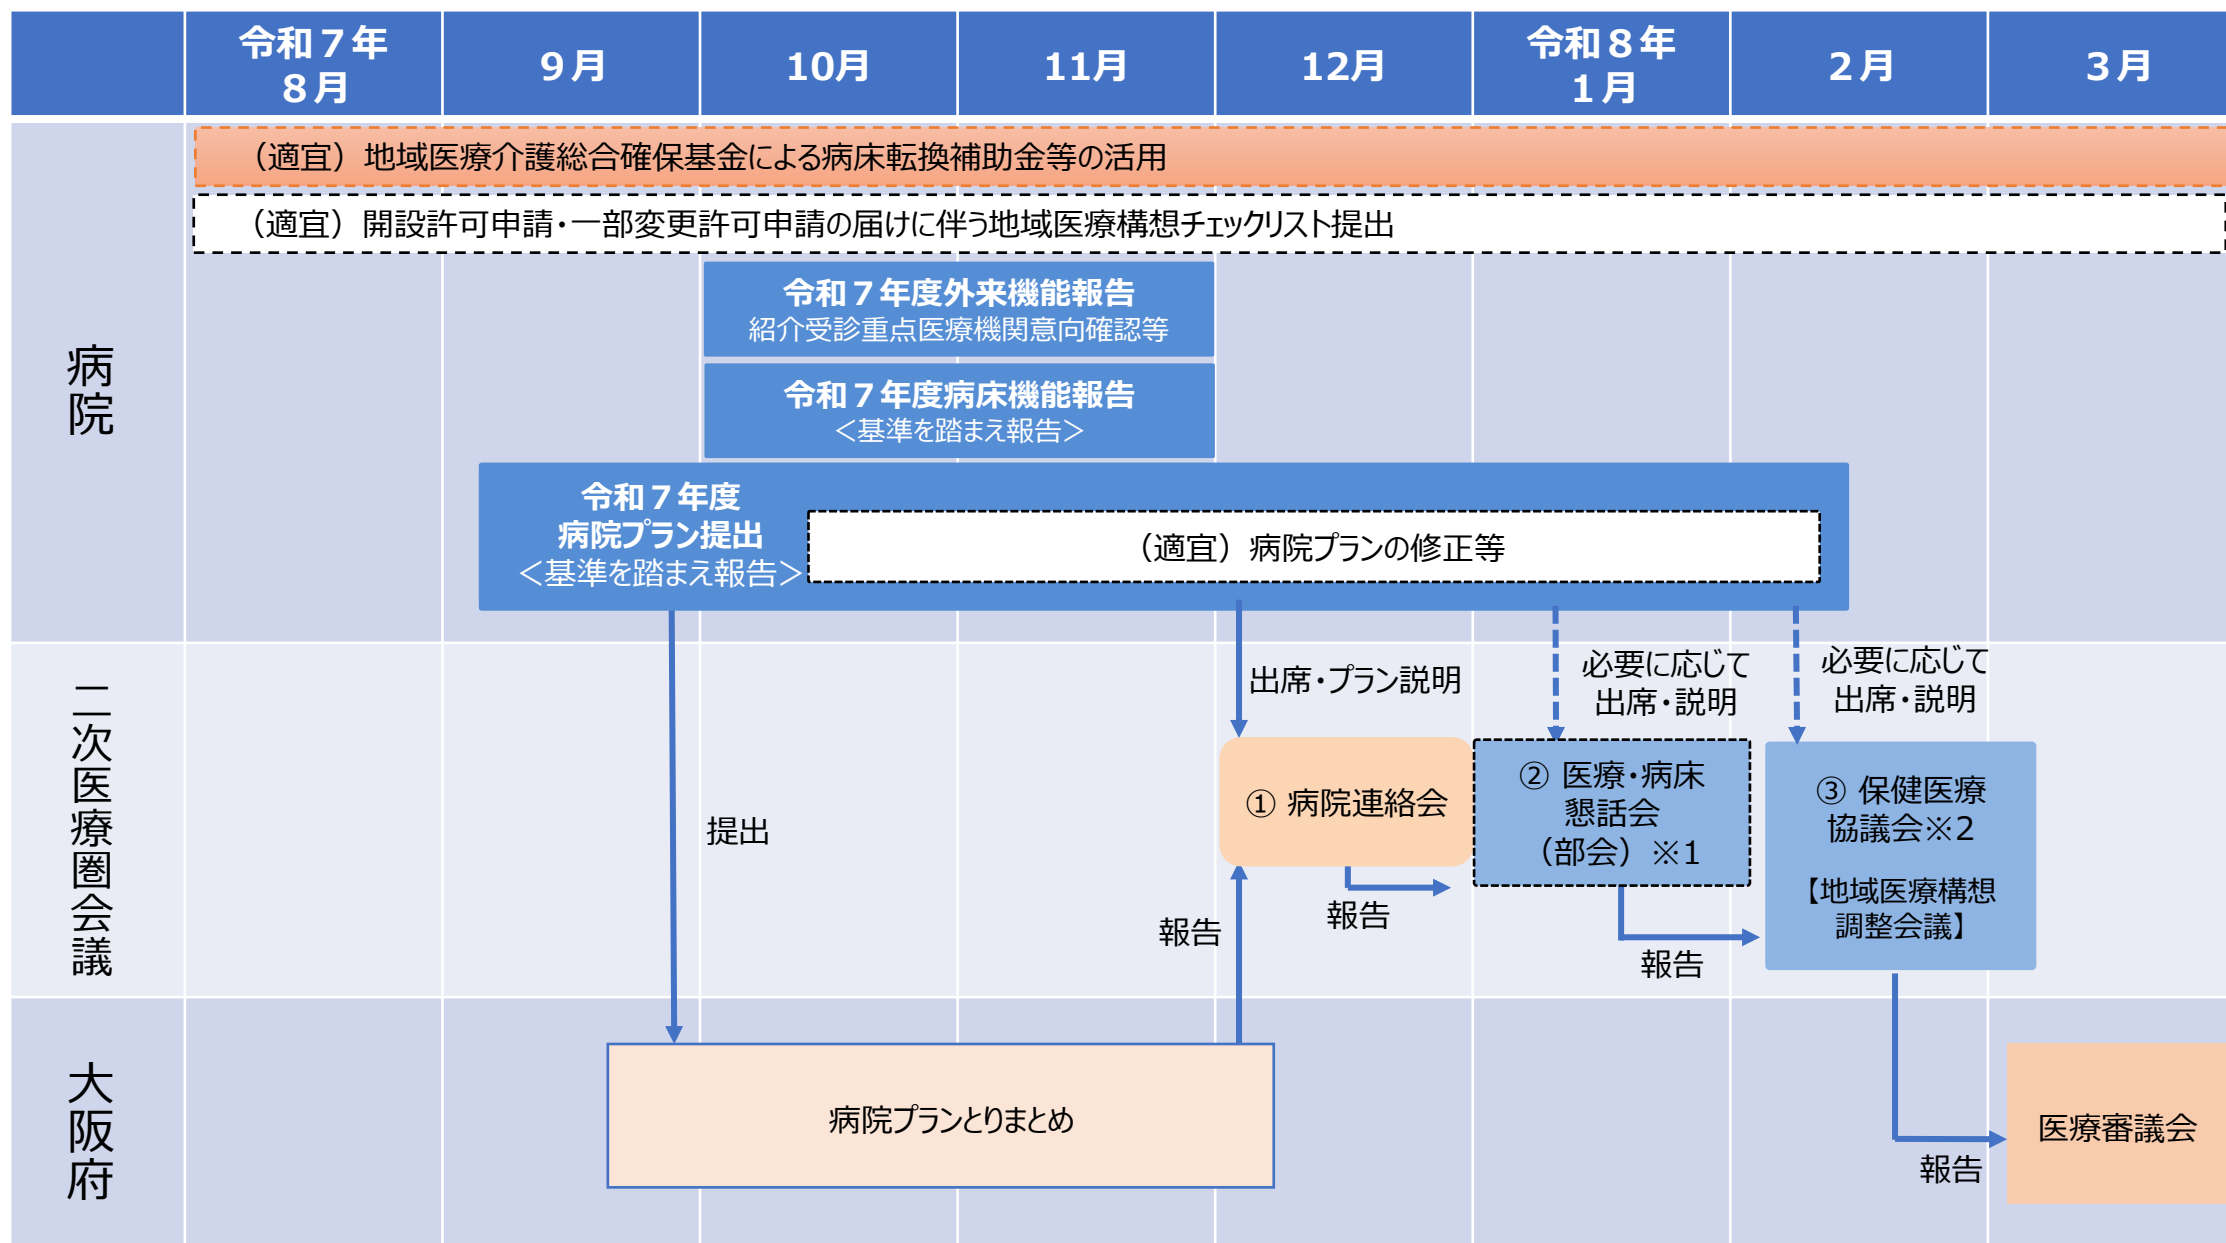 令和７年
８月
９月
10月
11月
12月
令和８年
１月
２月
３月
病院
（適宜）地域医療介護総合確保基金による病床転換補助金等の活用
（適宜）開設許可申請・一部変更許可申請の届けに伴う地域医療構想チェックリスト提出
令和７年度外来機能報告
紹介受診重点医療機関意向確認等
令和７年度病床機能報告
＜基準を踏まえ報告＞
令和７年度
病院プラン提出
＜基準を踏まえ報告＞
（適宜）病院プランの修正等
二次医療圏会議
提出
出席・プラン説明
必要に応じて
出席・説明
必要に応じて
出席・説明
① 病院連絡会
② 医療・病床
懇話会
（部会）※1
③ 保健医療
協議会※2
【地域医療構想
調整会議】
報告
報告
報告
大阪府
病院プランとりまとめ
報告
医療審議会